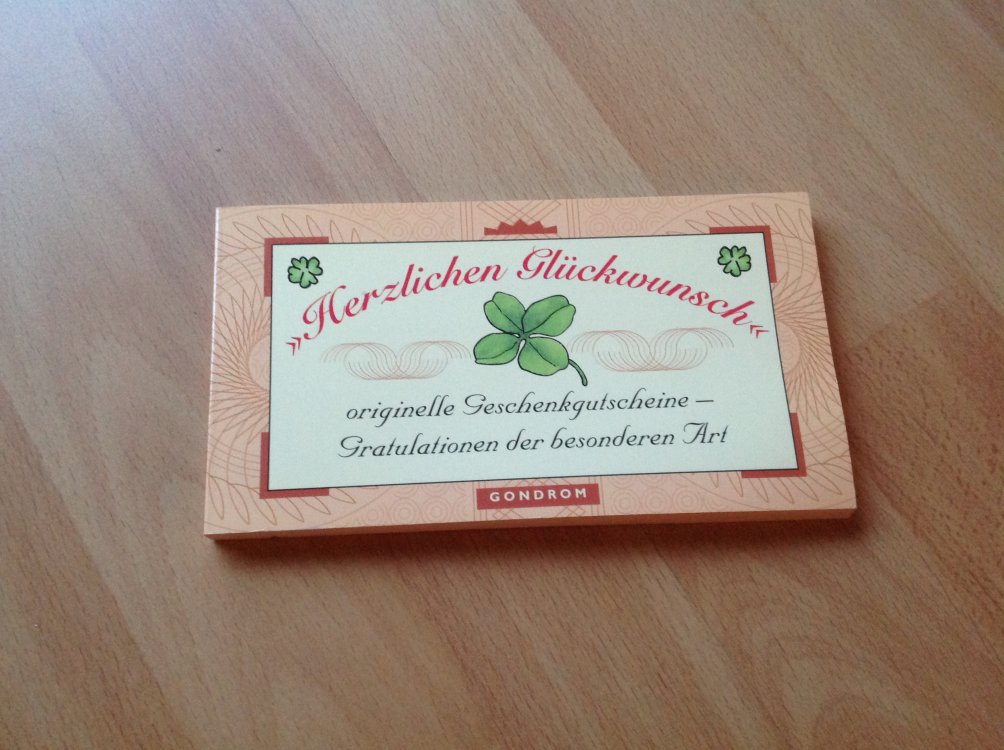 »Herzlichen Glückwunsch«
originelle Geschenkgutscheine –
Gratulationen der besonderen Art
GONDROM